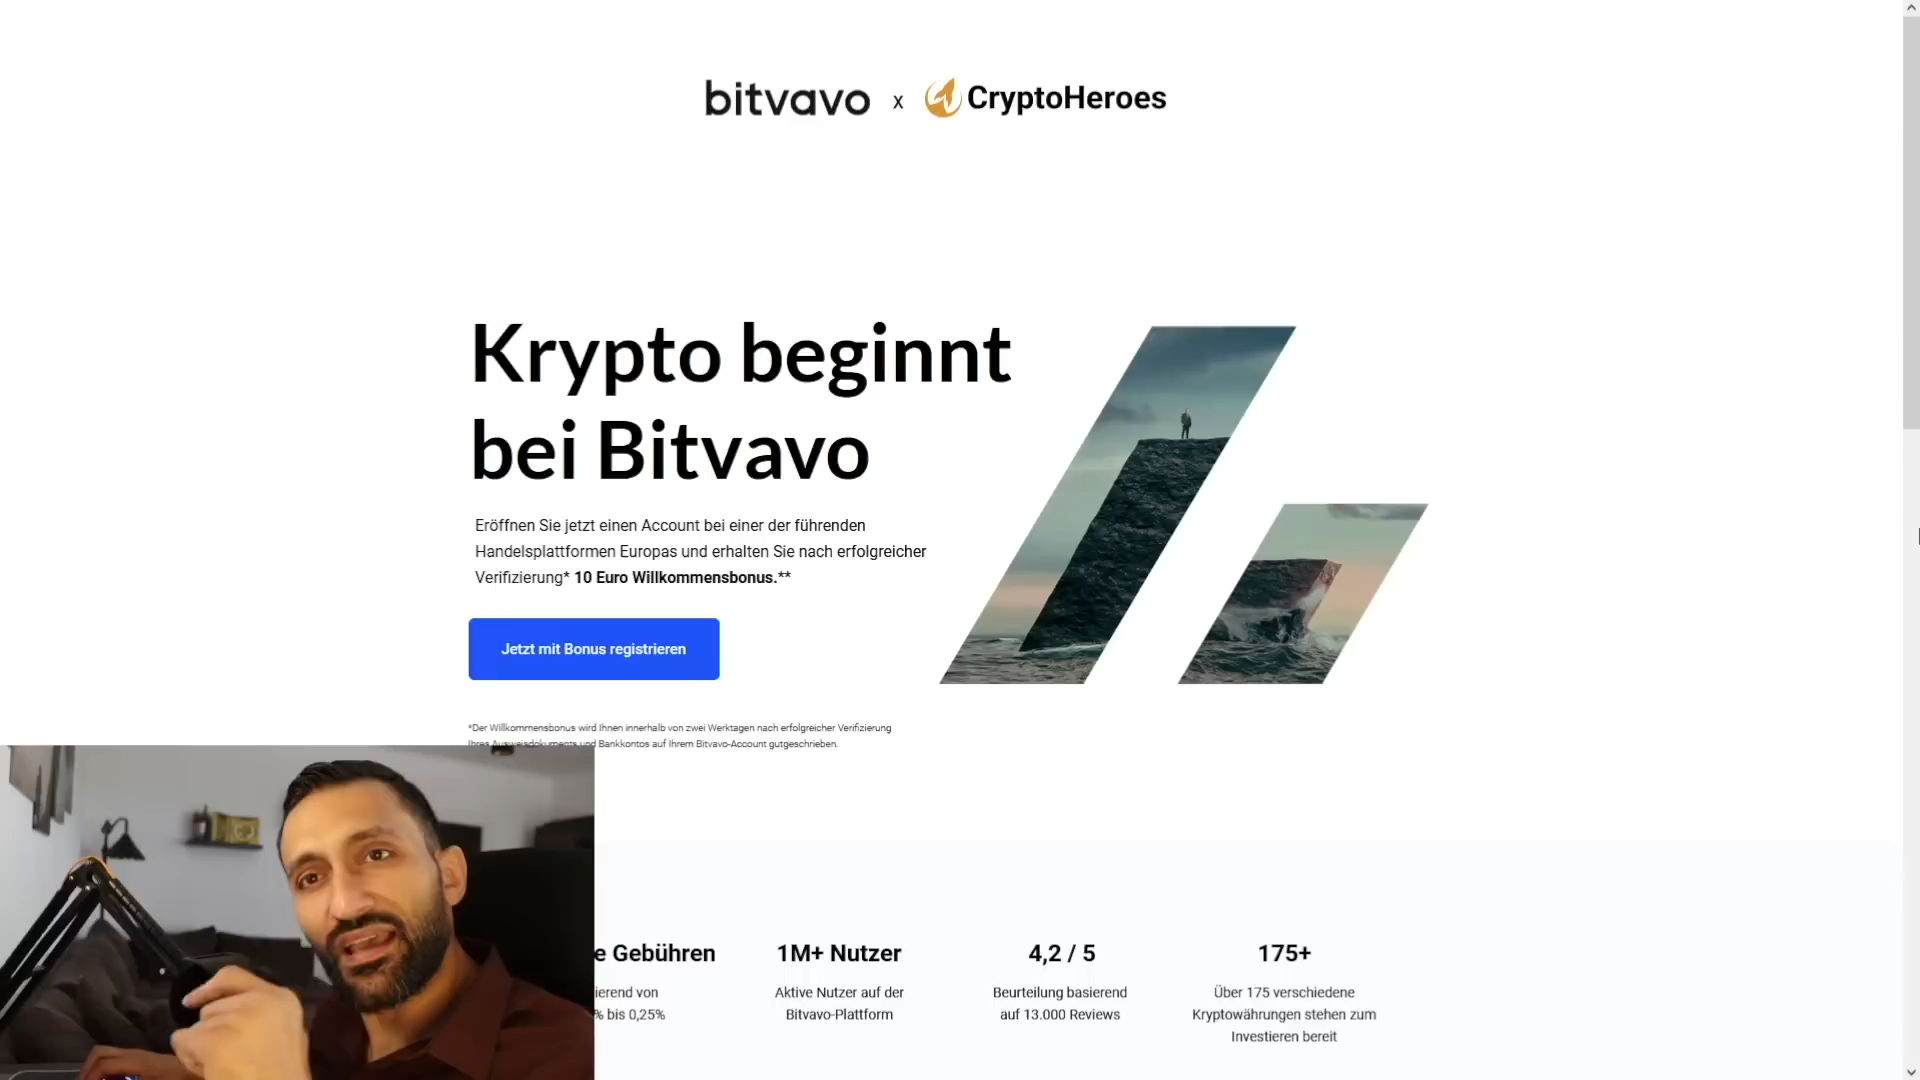 bitvavo x CryptoHeroes
Krypto beginnt
bei Bitvavo
Eröffnen Sie jetzt einen Account bei einer der führenden
Handelsplattformen Europas und erhalten Sie nach erfolgreicher
Verifizierung* 10 Euro Willkommensbonus.**
Jetzt mit Bonus registrieren
*Der Willkommensbonus wird Ihnen innerhalb von zwei Werktagen nach erfolgreicher Verifizierung
Ihres Ausweisdokuments und Bankkontos auf Ihrem Bitvavo-Account gutgeschrieben.
e Gebühren
ierend von
% bis 0,25%
1M+ Nutzer
Aktive Nutzer auf der
Bitvavo-Plattform
4,2 / 5
Beurteilung basierend
auf 13.000 Reviews
175+
Über 175 verschiedene
Kryptowährungen stehen zum
Investieren bereit